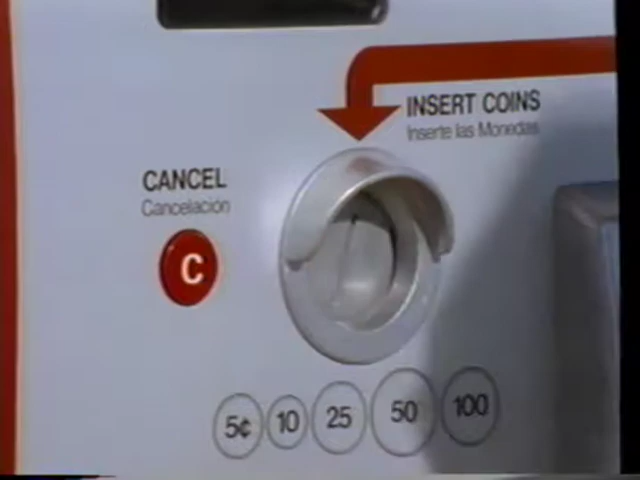 INSERT COINS
Inserte las Monedas
CANCEL
Cancelación
C
5¢ 10 25 50 100